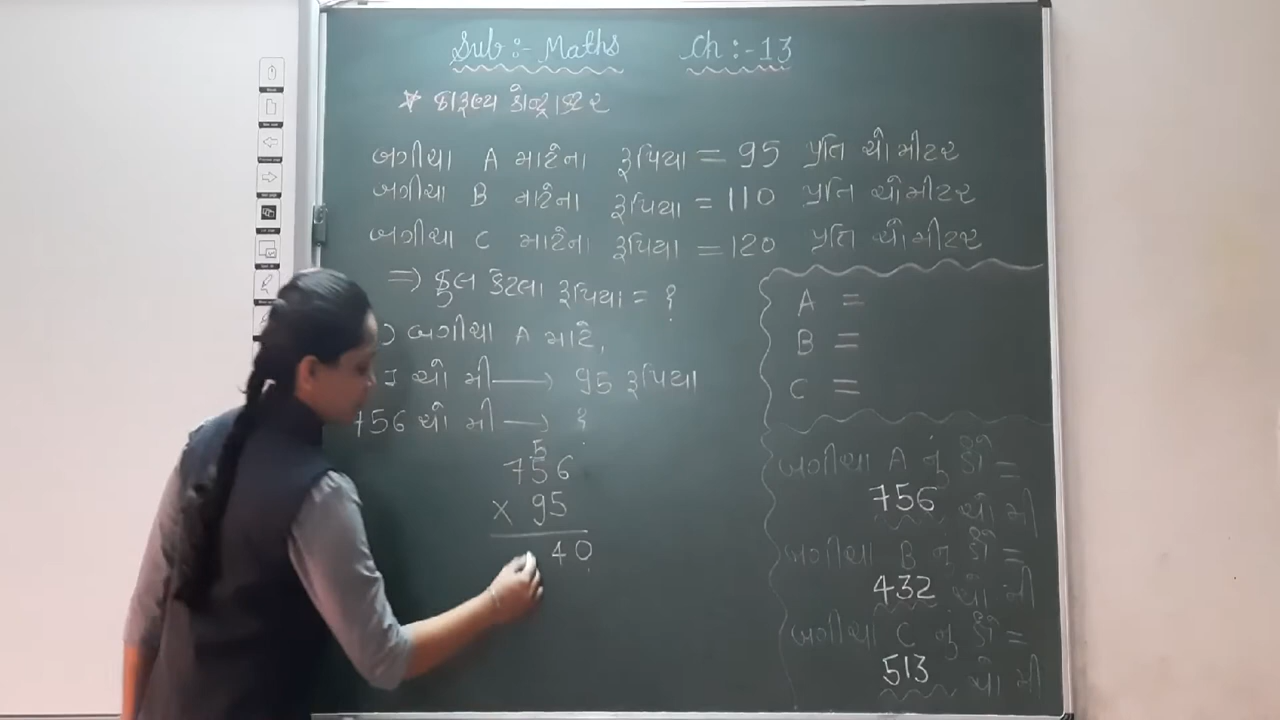 Sub:- Maths Ch:-13
બગીચા A માટેના રૂપિયા = 95 પ્રતિ ચોમીટર
બગીચા B માટેના રૂપિયા = 110 પ્રતિ ચોમીટર
બગીચા C માટેના રૂપિયા = 120 પ્રતિ ચોમીટર
=> કુલ કેટલા રૂપિયા = ?
) બગીચા A માટે,
1 ચો મી → 95 રૂપિયા
756 ચો મી → ?
5
756
x 95
40
A =
B =
C =
બગીચા A નું ક્ષે =
756 ચો મી
બગીચા B નું ક્ષે =
432 ચો મી
બગીચા C નું ક્ષે =
513 ચો મી